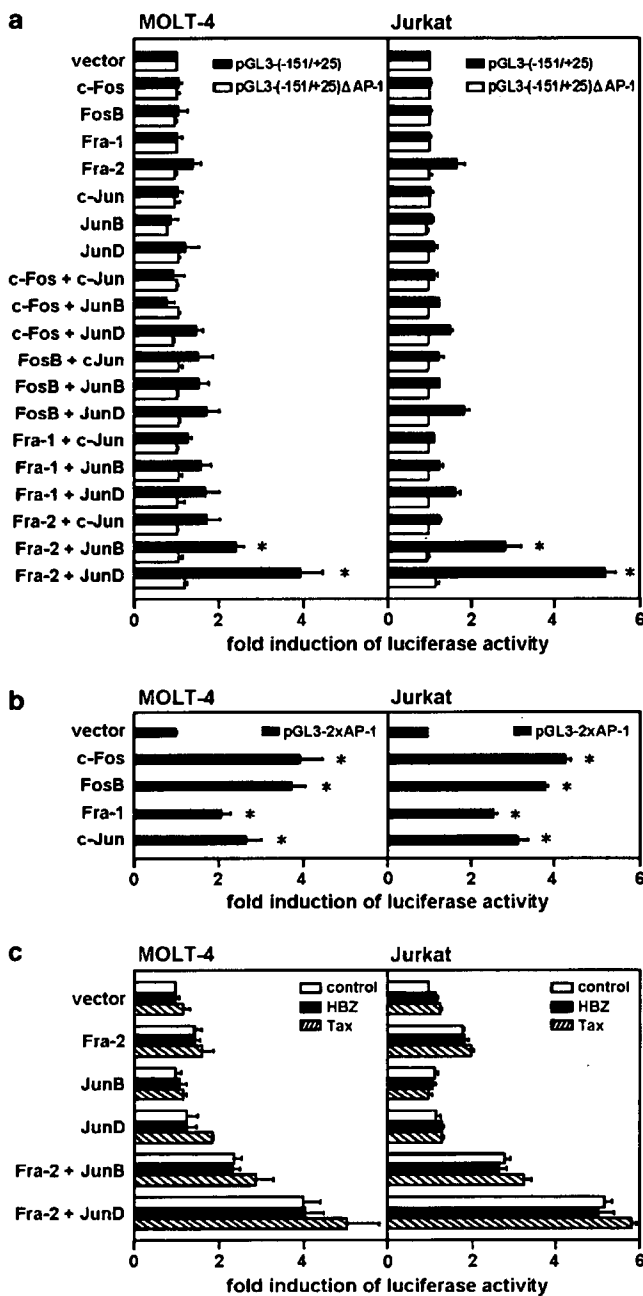 a
MOLT-4
Jurkat
pGL3-(-151/+25)
pGL3-(-151/+25)ΔAP-1
pGL3-(-151/+25)
pGL3-(-151/+25)ΔAP-1
vector
c-Fos
FosB
Fra-1
Fra-2
c-Jun
JunB
JunD
c-Fos + c-Jun
c-Fos + JunB
c-Fos + JunD
FosB + cJun
FosB + JunB
FosB + JunD
Fra-1 + c-Jun
Fra-1 + JunB
Fra-1 + JunD
Fra-2 + c-Jun
Fra-2 + JunB * *
Fra-2 + JunD * *
0 2 4 0 2 4 6
fold induction of luciferase activity
b
MOLT-4
Jurkat
pGL3-2xAP-1
pGL3-2xAP-1
vector
c-Fos * *
FosB * *
Fra-1 * *
c-Jun * *
0 2 4 0 2 4 6
fold induction of luciferase activity
c
MOLT-4
Jurkat
control
HBZ
Tax
control
HBZ
Tax
vector
Fra-2
JunB
JunD
Fra-2 + JunB
Fra-2 + JunD
0 2 4 0 2 4 6
fold induction of luciferase activity